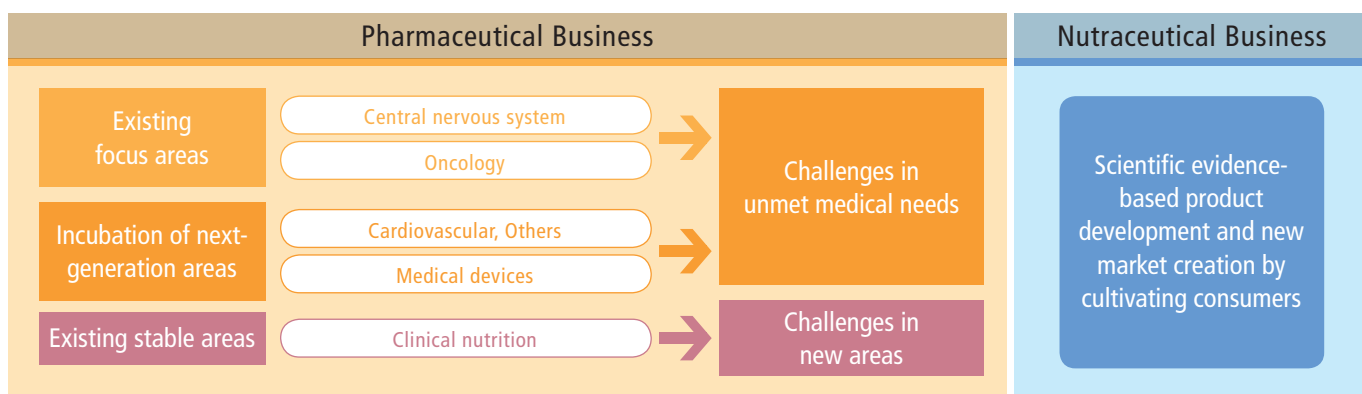 Pharmaceutical Business
Existing
focus areas
Central nervous system
Oncology
Incubation of next-
generation areas
Cardiovascular, Others
Medical devices
Challenges in
unmet medical needs
Existing stable areas
Clinical nutrition
Challenges in
new areas
Nutraceutical Business
Scientific evidence-
based product
development and new
market creation by
cultivating consumers